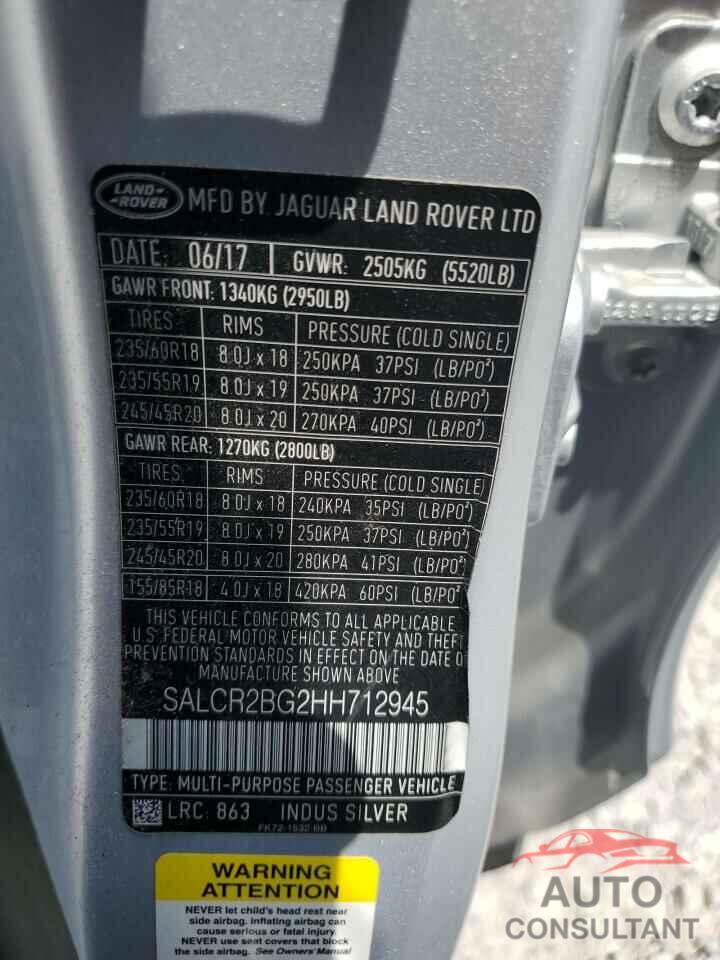 LAND-
-ROVER
MFD BY JAGUAR LAND ROVER LTD
DATE: 06/17 GVWR: 2505KG (5520LB)
GAWR FRONT: 1340KG (2950LB)
TIRES RIMS PRESSURE (COLD SINGLE)
235/60R18 8.0J x 18 250KPA 37PSI (LB/PO²)
235/55R19 8.0J x 19 250KPA 37PSI (LB/PO²)
245/45R20 8.0J x 20 270KPA 40PSI (LB/PO²)
GAWR REAR: 1270KG (2800LB)
TIRES RIMS PRESSURE (COLD SINGLE)
235/60R18 8.0J x 18 240KPA 35PSI (LB/PO²)
235/55R19 8.0J x 19 250KPA 37PSI (LB/PO²)
245/45R20 8.0J x 20 280KPA 41PSI (LB/PO²)
155/85R18 4.0J x 18 420KPA 60PSI (LB/PO²)
THIS VEHICLE CONFORMS TO ALL APPLICABLE
U.S. FEDERAL MOTOR VEHICLE SAFETY AND THEFT
PREVENTION STANDARDS IN EFFECT ON THE DATE OF
MANUFACTURE SHOWN ABOVE
SALCR2BG2HH712945
TYPE: MULTI-PURPOSE PASSENGER VEHICLE
LRC: 863 INDUS SILVER
FK72-1532 BB
WARNING
ATTENTION
NEVER let child's head rest near
side airbag. inflating airbag can
cause serious or fatal injury.
NEVER use seat covers that block
the side airbag. See Owners' Manual
AUTO
CONSULTANT